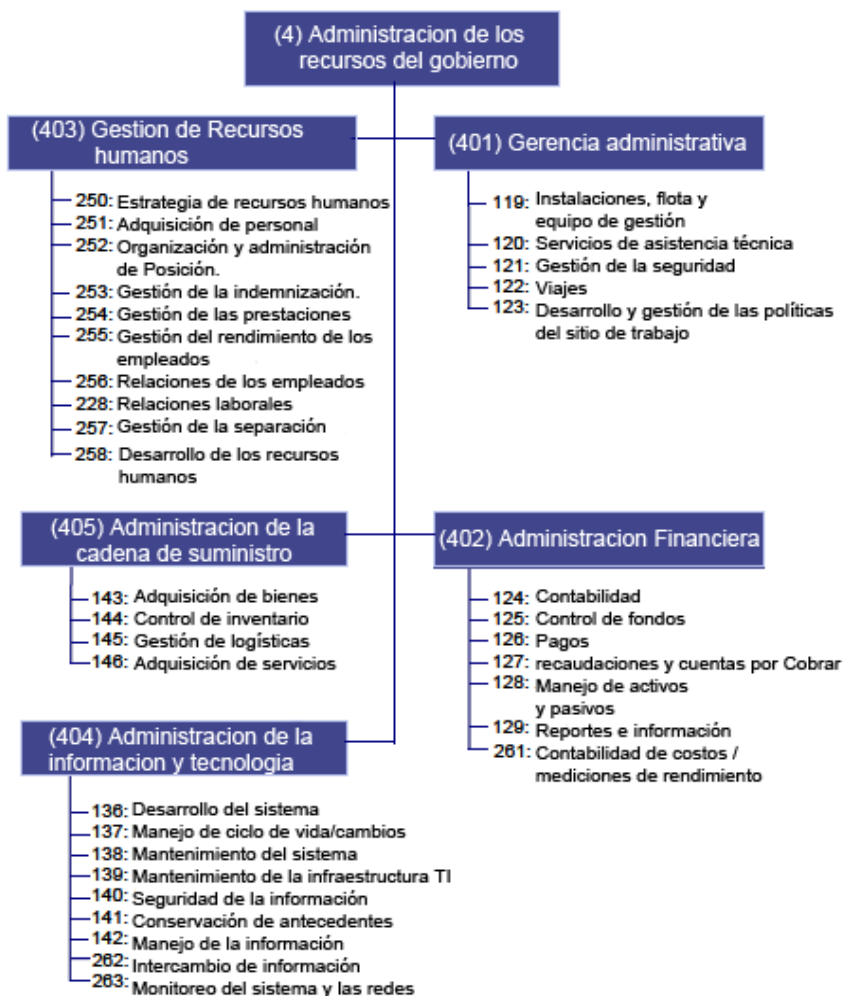 (4) Administracion de los
recursos del gobierno
(403) Gestion de Recursos
humanos
250: Estrategia de recursos humanos
251: Adquisición de personal
252: Organización y administración
de Posición.
253: Gestión de la indemnización.
254: Gestión de las prestaciones
255: Gestión del rendimiento de los
empleados
256: Relaciones de los empleados
228: Relaciones laborales
257: Gestión de la separación
258: Desarrollo de los recursos
humanos
(401) Gerencia administrativa
119: Instalaciones, flota y
equipo de gestión
120: Servicios de asistencia técnica
121: Gestión de la seguridad
122: Viajes
123: Desarrollo y gestión de las políticas
del sitio de trabajo
(405) Administracion de la
cadena de suministro
143: Adquisición de bienes
144: Control de inventario
145: Gestión de logísticas
146: Adquisición de servicios
(402) Administracion Financiera
124: Contabilidad
125: Control de fondos
126: Pagos
127: recaudaciones y cuentas por Cobrar
128: Manejo de activos
y pasivos
129: Reportes e información
261: Contabilidad de costos /
mediciones de rendimiento
(404) Administracion de la
informacion y tecnologia
136: Desarrollo del sistema
137: Manejo de ciclo de vida/cambios
138: Mantenimiento del sistema
139: Mantenimiento de la infraestructura TI
140: Seguridad de la información
141: Conservación de antecedentes
142: Manejo de la información
262: Intercambio de información
263: Monitoreo del sistema y las redes